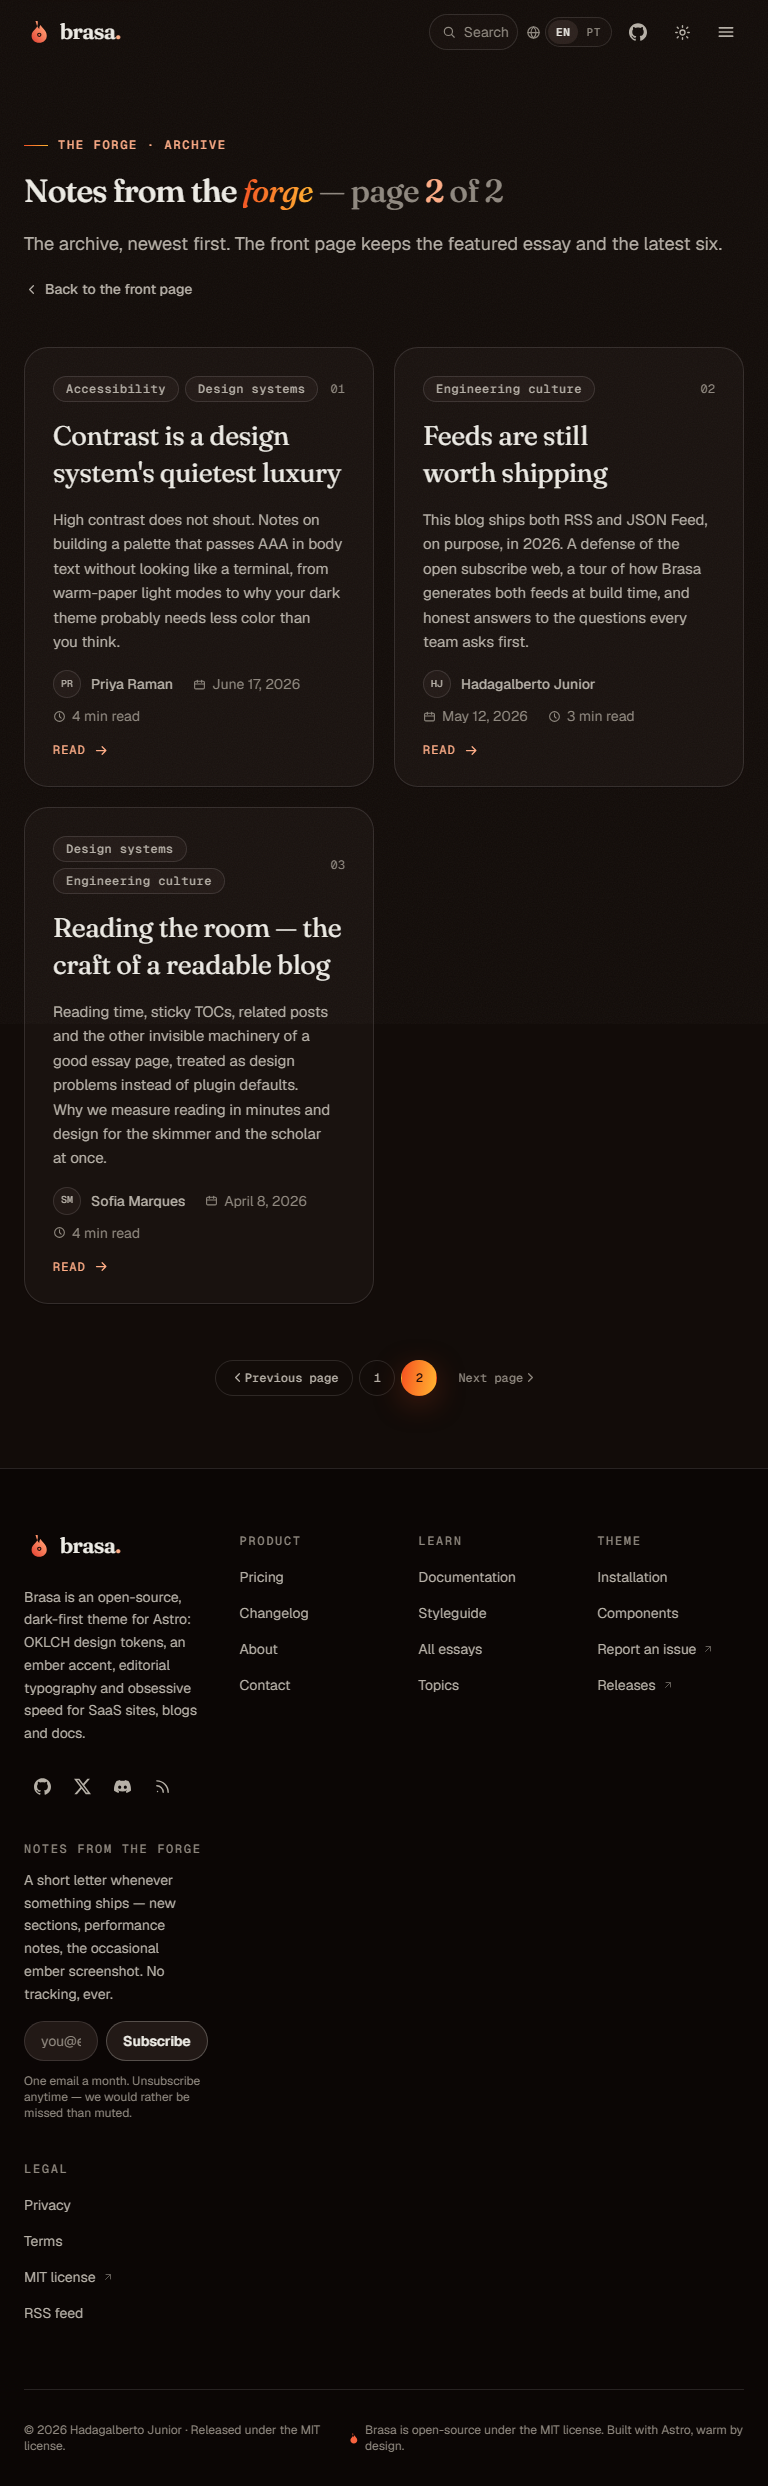 brasa.
Search
EN PT
THE FORGE · ARCHIVE
Notes from the forge — page 2 of 2
The archive, newest first. The front page keeps the featured essay and the latest six.
Back to the front page
Accessibility Design systems 01
Contrast is a design
system's quietest luxury
High contrast does not shout. Notes on
building a palette that passes AAA in body
text without looking like a terminal, from
warm-paper light modes to why your dark
theme probably needs less color than
you think.
PR Priya Raman June 17, 2026
4 min read
READ →
Engineering culture 02
Feeds are still
worth shipping
This blog ships both RSS and JSON Feed,
on purpose, in 2026. A defense of the
open subscribe web, a tour of how Brasa
generates both feeds at build time, and
honest answers to the questions every
team asks first.
HJ Hadagalberto Junior
May 12, 2026 3 min read
READ →
Design systems
Engineering culture
03
Reading the room — the
craft of a readable blog
Reading time, sticky TOCs, related posts
and the other invisible machinery of a
good essay page, treated as design
problems instead of plugin defaults.
Why we measure reading in minutes and
design for the skimmer and the scholar
at once.
SM Sofia Marques April 8, 2026
4 min read
READ →
Previous page 1 2 Next page
brasa.
Brasa is an open-source,
dark-first theme for Astro:
OKLCH design tokens, an
ember accent, editorial
typography and obsessive
speed for SaaS sites, blogs
and docs.
PRODUCT
Pricing
Changelog
About
Contact
LEARN
Documentation
Styleguide
All essays
Topics
THEME
Installation
Components
Report an issue
Releases
NOTES FROM THE FORGE
A short letter whenever
something ships — new
sections, performance
notes, the occasional
ember screenshot. No
tracking, ever.
you@e
Subscribe
One email a month. Unsubscribe
anytime — we would rather be
missed than muted.
LEGAL
Privacy
Terms
MIT license
RSS feed
© 2026 Hadagalberto Junior · Released under the MIT
license.
Brasa is open-source under the MIT license. Built with Astro, warm by
design.